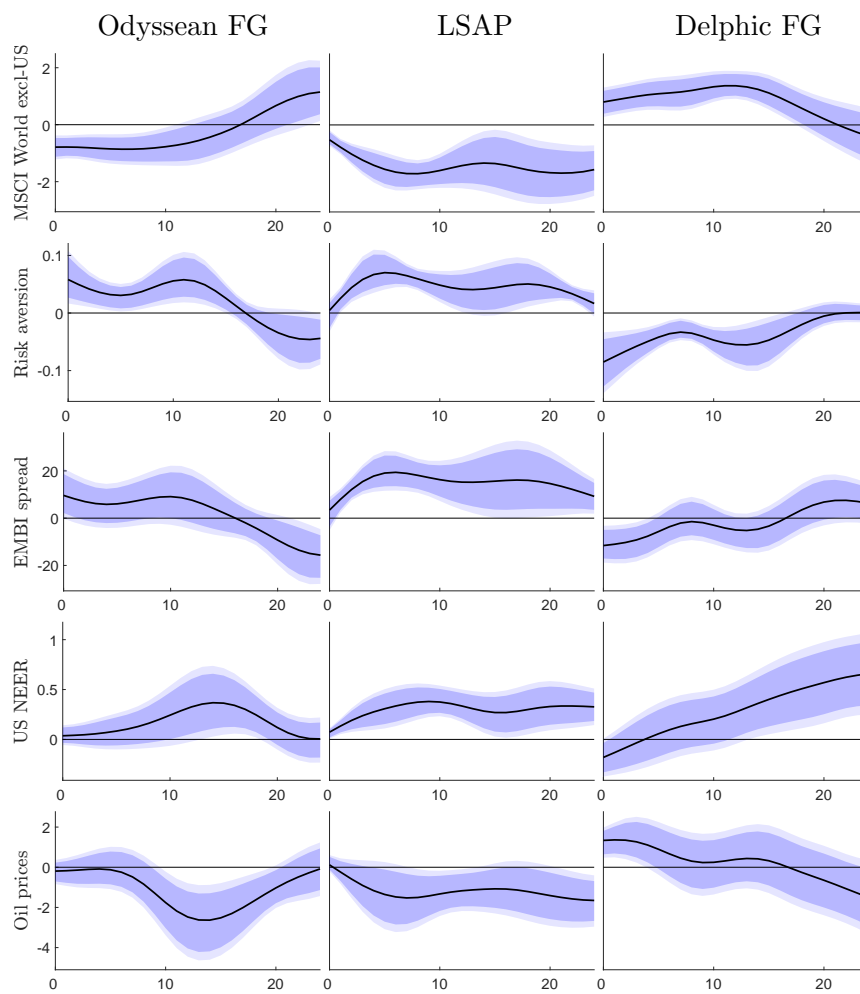 Odyssean FG LSAP Delphic FG
MSCI World excl-US
2
0
-2
0 10 20 0 10 20 0 10 20
Risk aversion
0.1
0
-0.1
0 10 20 0 10 20 0 10 20
EMBI spread
20
0
-20
0 10 20 0 10 20 0 10 20
US NEER
1
0.5
0
0 10 20 0 10 20 0 10 20
Oil prices
2
0
-2
-4
0 10 20 0 10 20 0 10 20